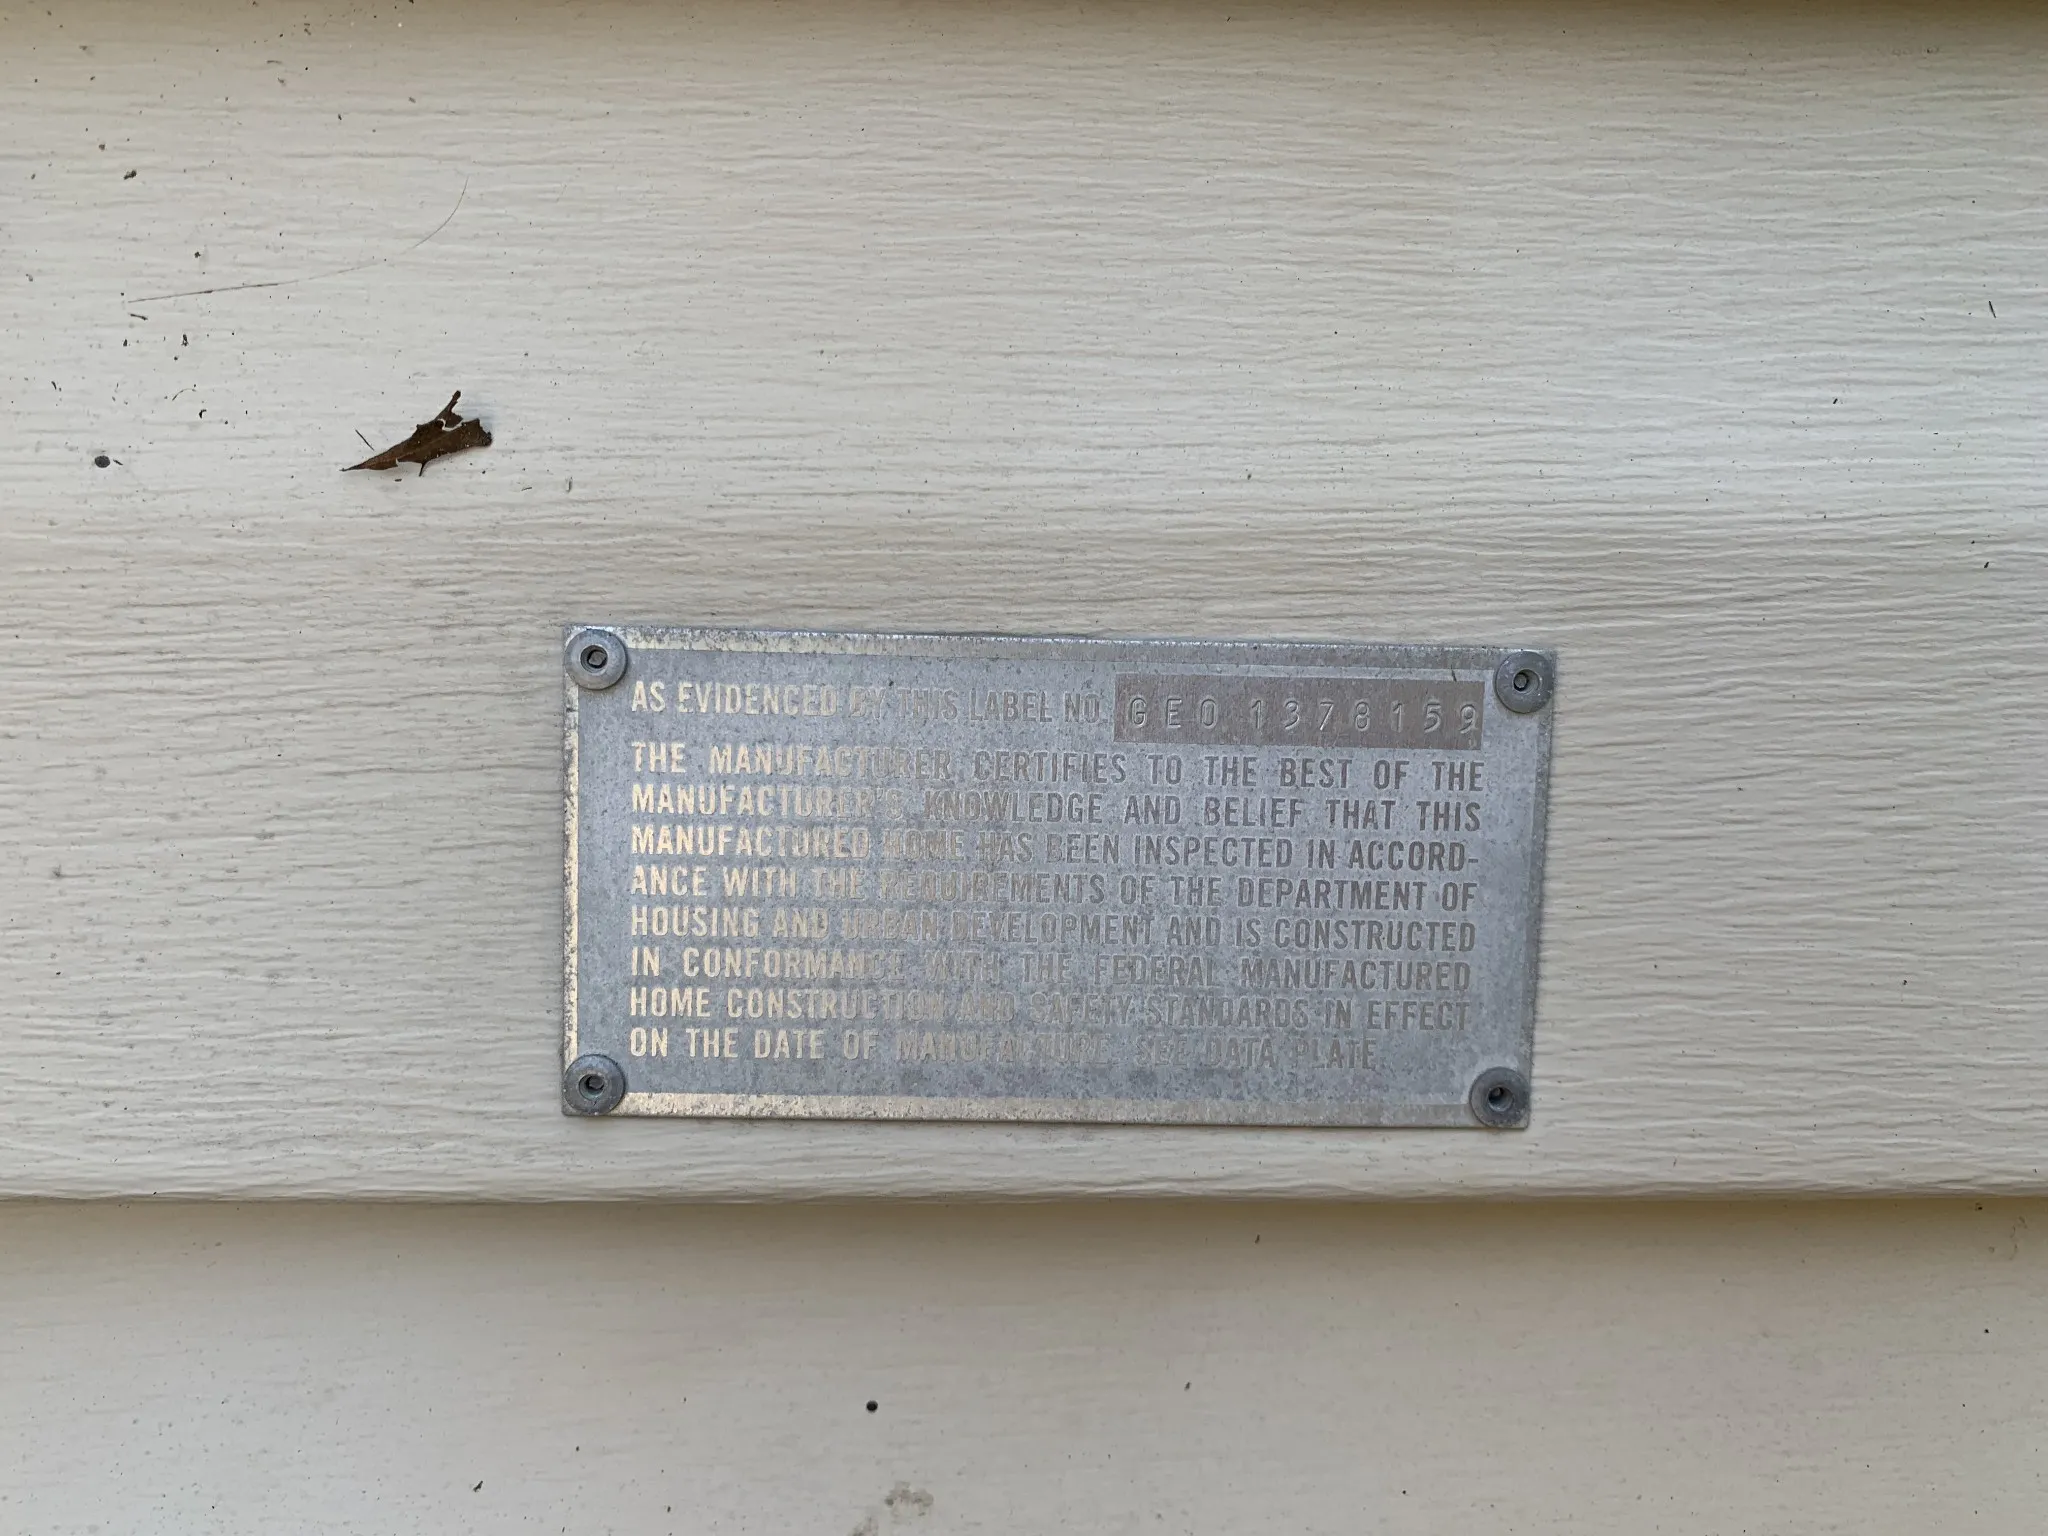 AS EVIDENCED BY THIS LABEL NO. GEO 1378159
THE MANUFACTURER CERTIFIES TO THE BEST OF THE
MANUFACTURER'S KNOWLEDGE AND BELIEF THAT THIS
MANUFACTURED HOME HAS BEEN INSPECTED IN ACCORD-
ANCE WITH THE REQUIREMENTS OF THE DEPARTMENT OF
HOUSING AND URBAN DEVELOPMENT AND IS CONSTRUCTED
IN CONFORMANCE WITH THE FEDERAL MANUFACTURED
HOME CONSTRUCTION AND SAFETY STANDARDS IN EFFECT
ON THE DATE OF MANUFACTURE. SEE DATA PLATE